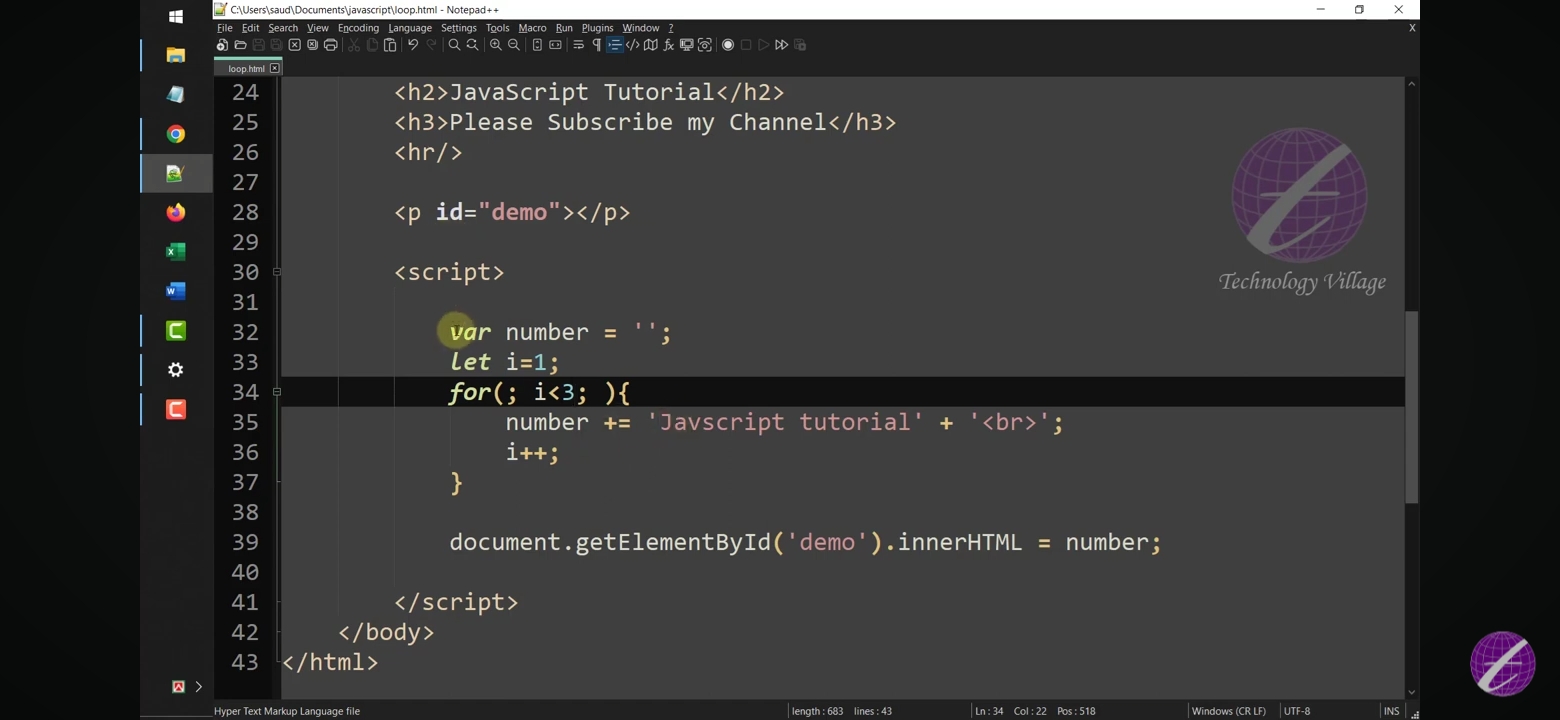 C:\Users\saud\Documents\javascript\loop.html - Notepad++
File Edit Search View Encoding Language Settings Tools Macro Run Plugins Window ? X
loop.html
24 <h2>JavaScript Tutorial</h2>
25 <h3>Please Subscribe my Channel</h3>
26 <hr/>
27
28 <p id="demo"></p>
29
30 <script>
31
32 var number = '';
33 let i=1;
34 for(; i<3; ){
35 number += 'Javscript tutorial' + '<br>';
36 i++;
37 }
38
39 document.getElementById('demo').innerHTML = number;
40
41 </script>
42 </body>
43 </html>
Technology Village
Hyper Text Markup Language file length : 683 lines : 43 Ln : 34 Col : 22 Pos : 518 Windows (CR LF) UTF-8 INS